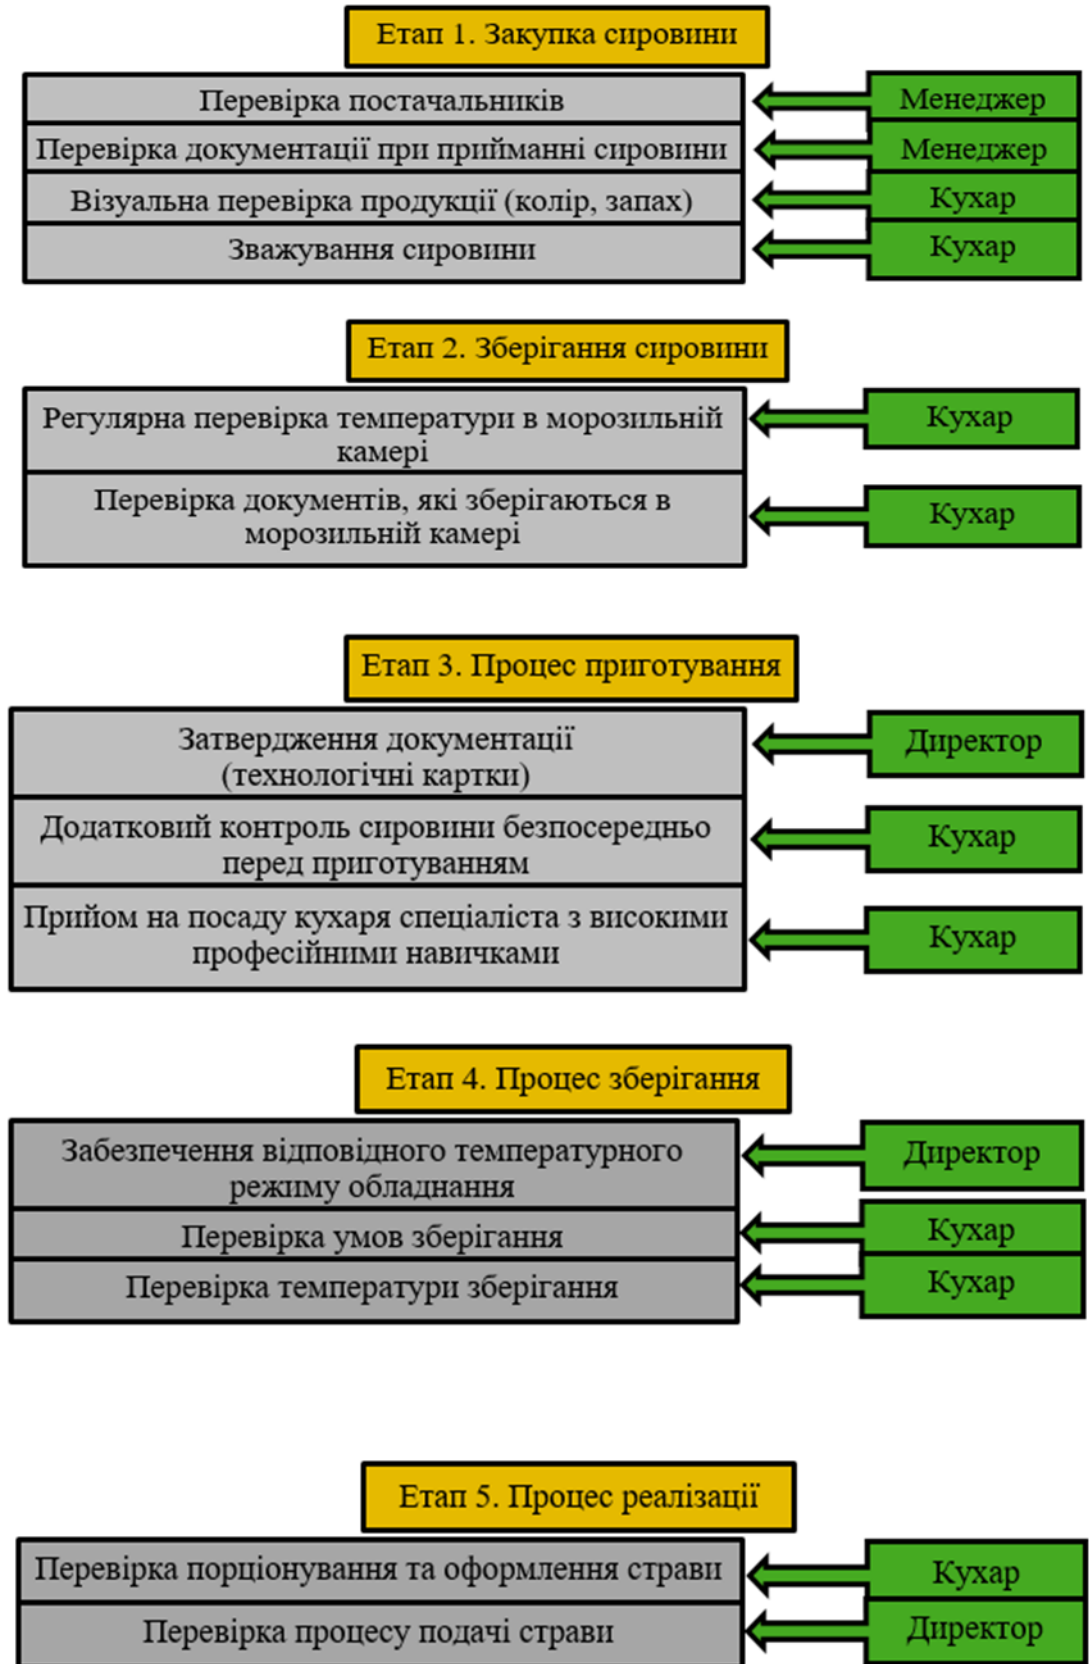 Етап 1. Закупка сировини
Перевірка постачальників
Менеджер
Перевірка документації при прийманні сировини
Менеджер
Візуальна перевірка продукції (колір, запах)
Кухар
Зважування сировини
Кухар
Етап 2. Зберігання сировини
Регулярна перевірка температури в морозильній
камері
Кухар
Перевірка документів, які зберігаються в
морозильній камері
Кухар
Етап 3. Процес приготування
Затвердження документації
(технологічні картки)
Директор
Додатковий контроль сировини безпосередньо
перед приготуванням
Кухар
Прийом на посаду кухаря спеціаліста з високими
професійними навичками
Кухар
Етап 4. Процес зберігання
Забезпечення відповідного температурного
режиму обладнання
Директор
Перевірка умов зберігання
Кухар
Перевірка температури зберігання
Кухар
Етап 5. Процес реалізації
Перевірка порціонування та оформлення страви
Кухар
Перевірка процесу подачі страви
Директор